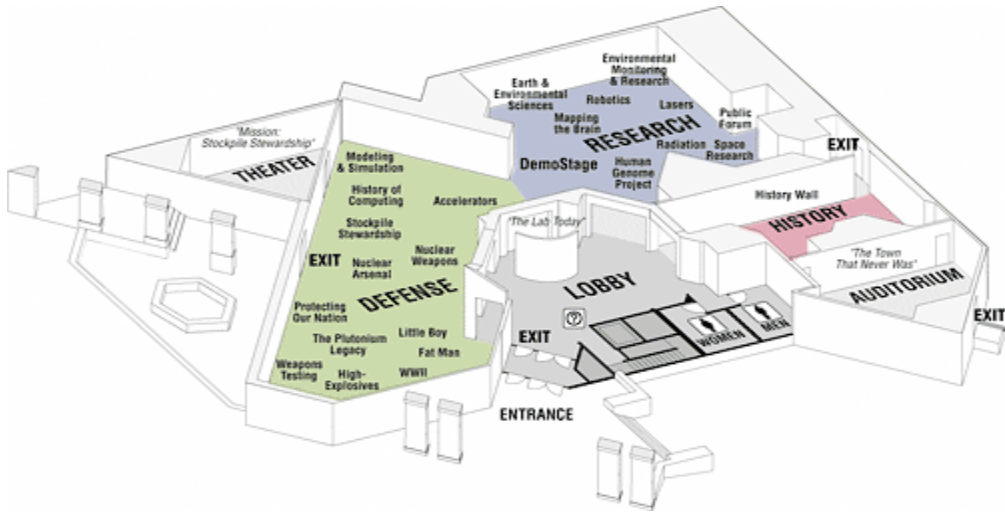 Environmental
Monitoring
& Research
Earth &
Environmental
Sciences
Robotics
Lasers
Mapping
the Brain
Public
Forum
RESEARCH
Radiation
Space
Research
DemoStage
Human
Genome
Project
EXIT
"Mission:
Stockpile Stewardship"
THEATER
Modeling
& Simulation
History of
Computing
Accelerators
Stockpile
Stewardship
Nuclear
Weapons
EXIT
Nuclear
Arsenal
DEFENSE
Protecting
Our Nation
The Plutonium
Legacy
Little Boy
Fat Man
Weapons
Testing
High-
Explosives
WWII
"The Lab Today"
LOBBY
?
EXIT
WOMEN
MEN
ENTRANCE
History Wall
HISTORY
"The Town
That Never Was"
AUDITORIUM
EXIT